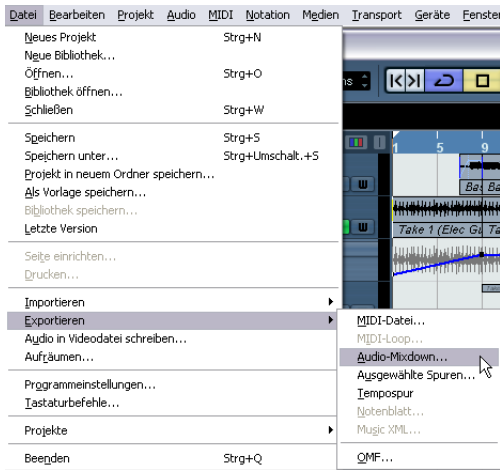 Datei Bearbeiten Projekt Audio MIDI Notation Medien Transport Geräte Fenster
Neues Projekt Strg+N
Neue Bibliothek...
Öffnen... Strg+O
Bibliothek öffnen...
Schließen Strg+W
Speichern Strg+S
Speichern unter... Strg+Umschalt.+S
Projekt in neuem Ordner speichern...
Als Vorlage speichern...
Bibliothek speichern...
Letzte Version
Seite einrichten...
Drucken...
Importieren
Exportieren
Audio in Videodatei schreiben...
Aufräumen...
Programmeinstellungen...
Tastaturbefehle...
Projekte
Beenden Strg+Q
MIDI-Datei...
MIDI-Loop...
Audio-Mixdown...
Ausgewählte Spuren...
Tempospur
Notenblatt...
Music XML...
OMF...
1 5 9
Bas Ba
Take 1 (Elec Gu Ta